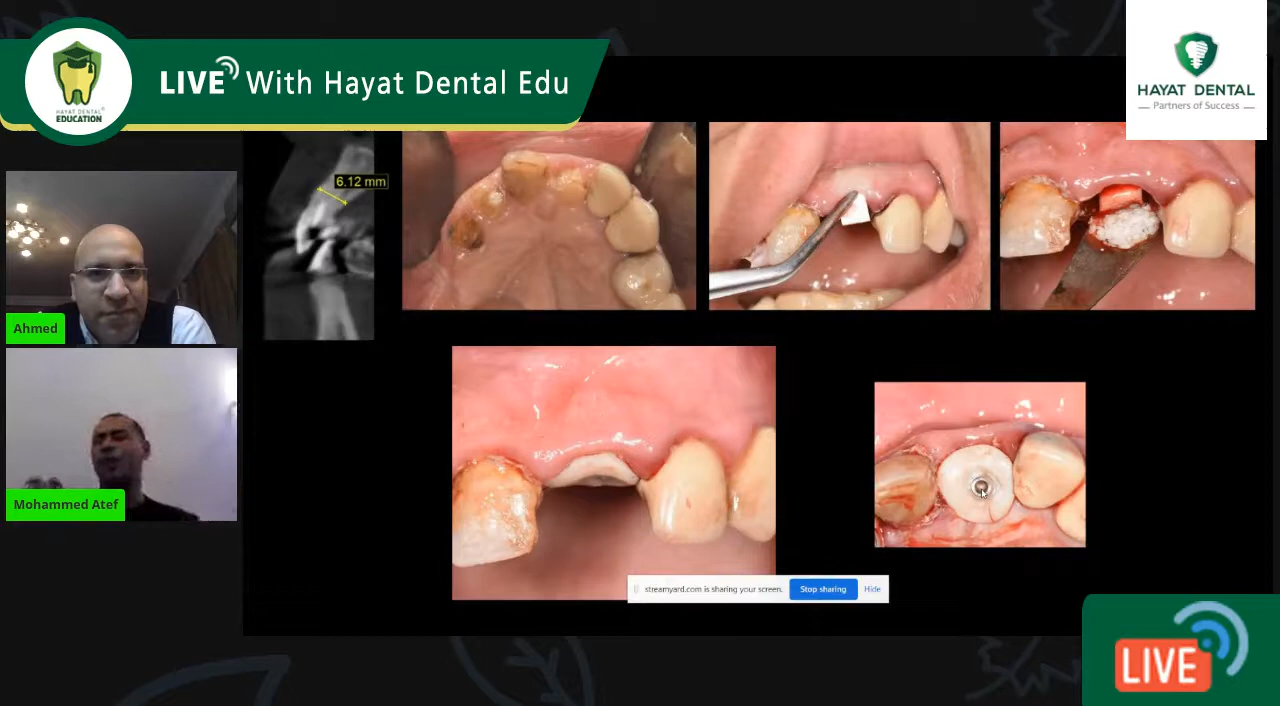 LIVE With Hayat Dental Edu
HAYAT DENTAL
EDUCATION
HAYAT DENTAL
Partners of Success
6.12 mm
Ahmed
Mohammed Atef
streamyard.com is sharing your screen.
Stop sharing
Hide
LIVE